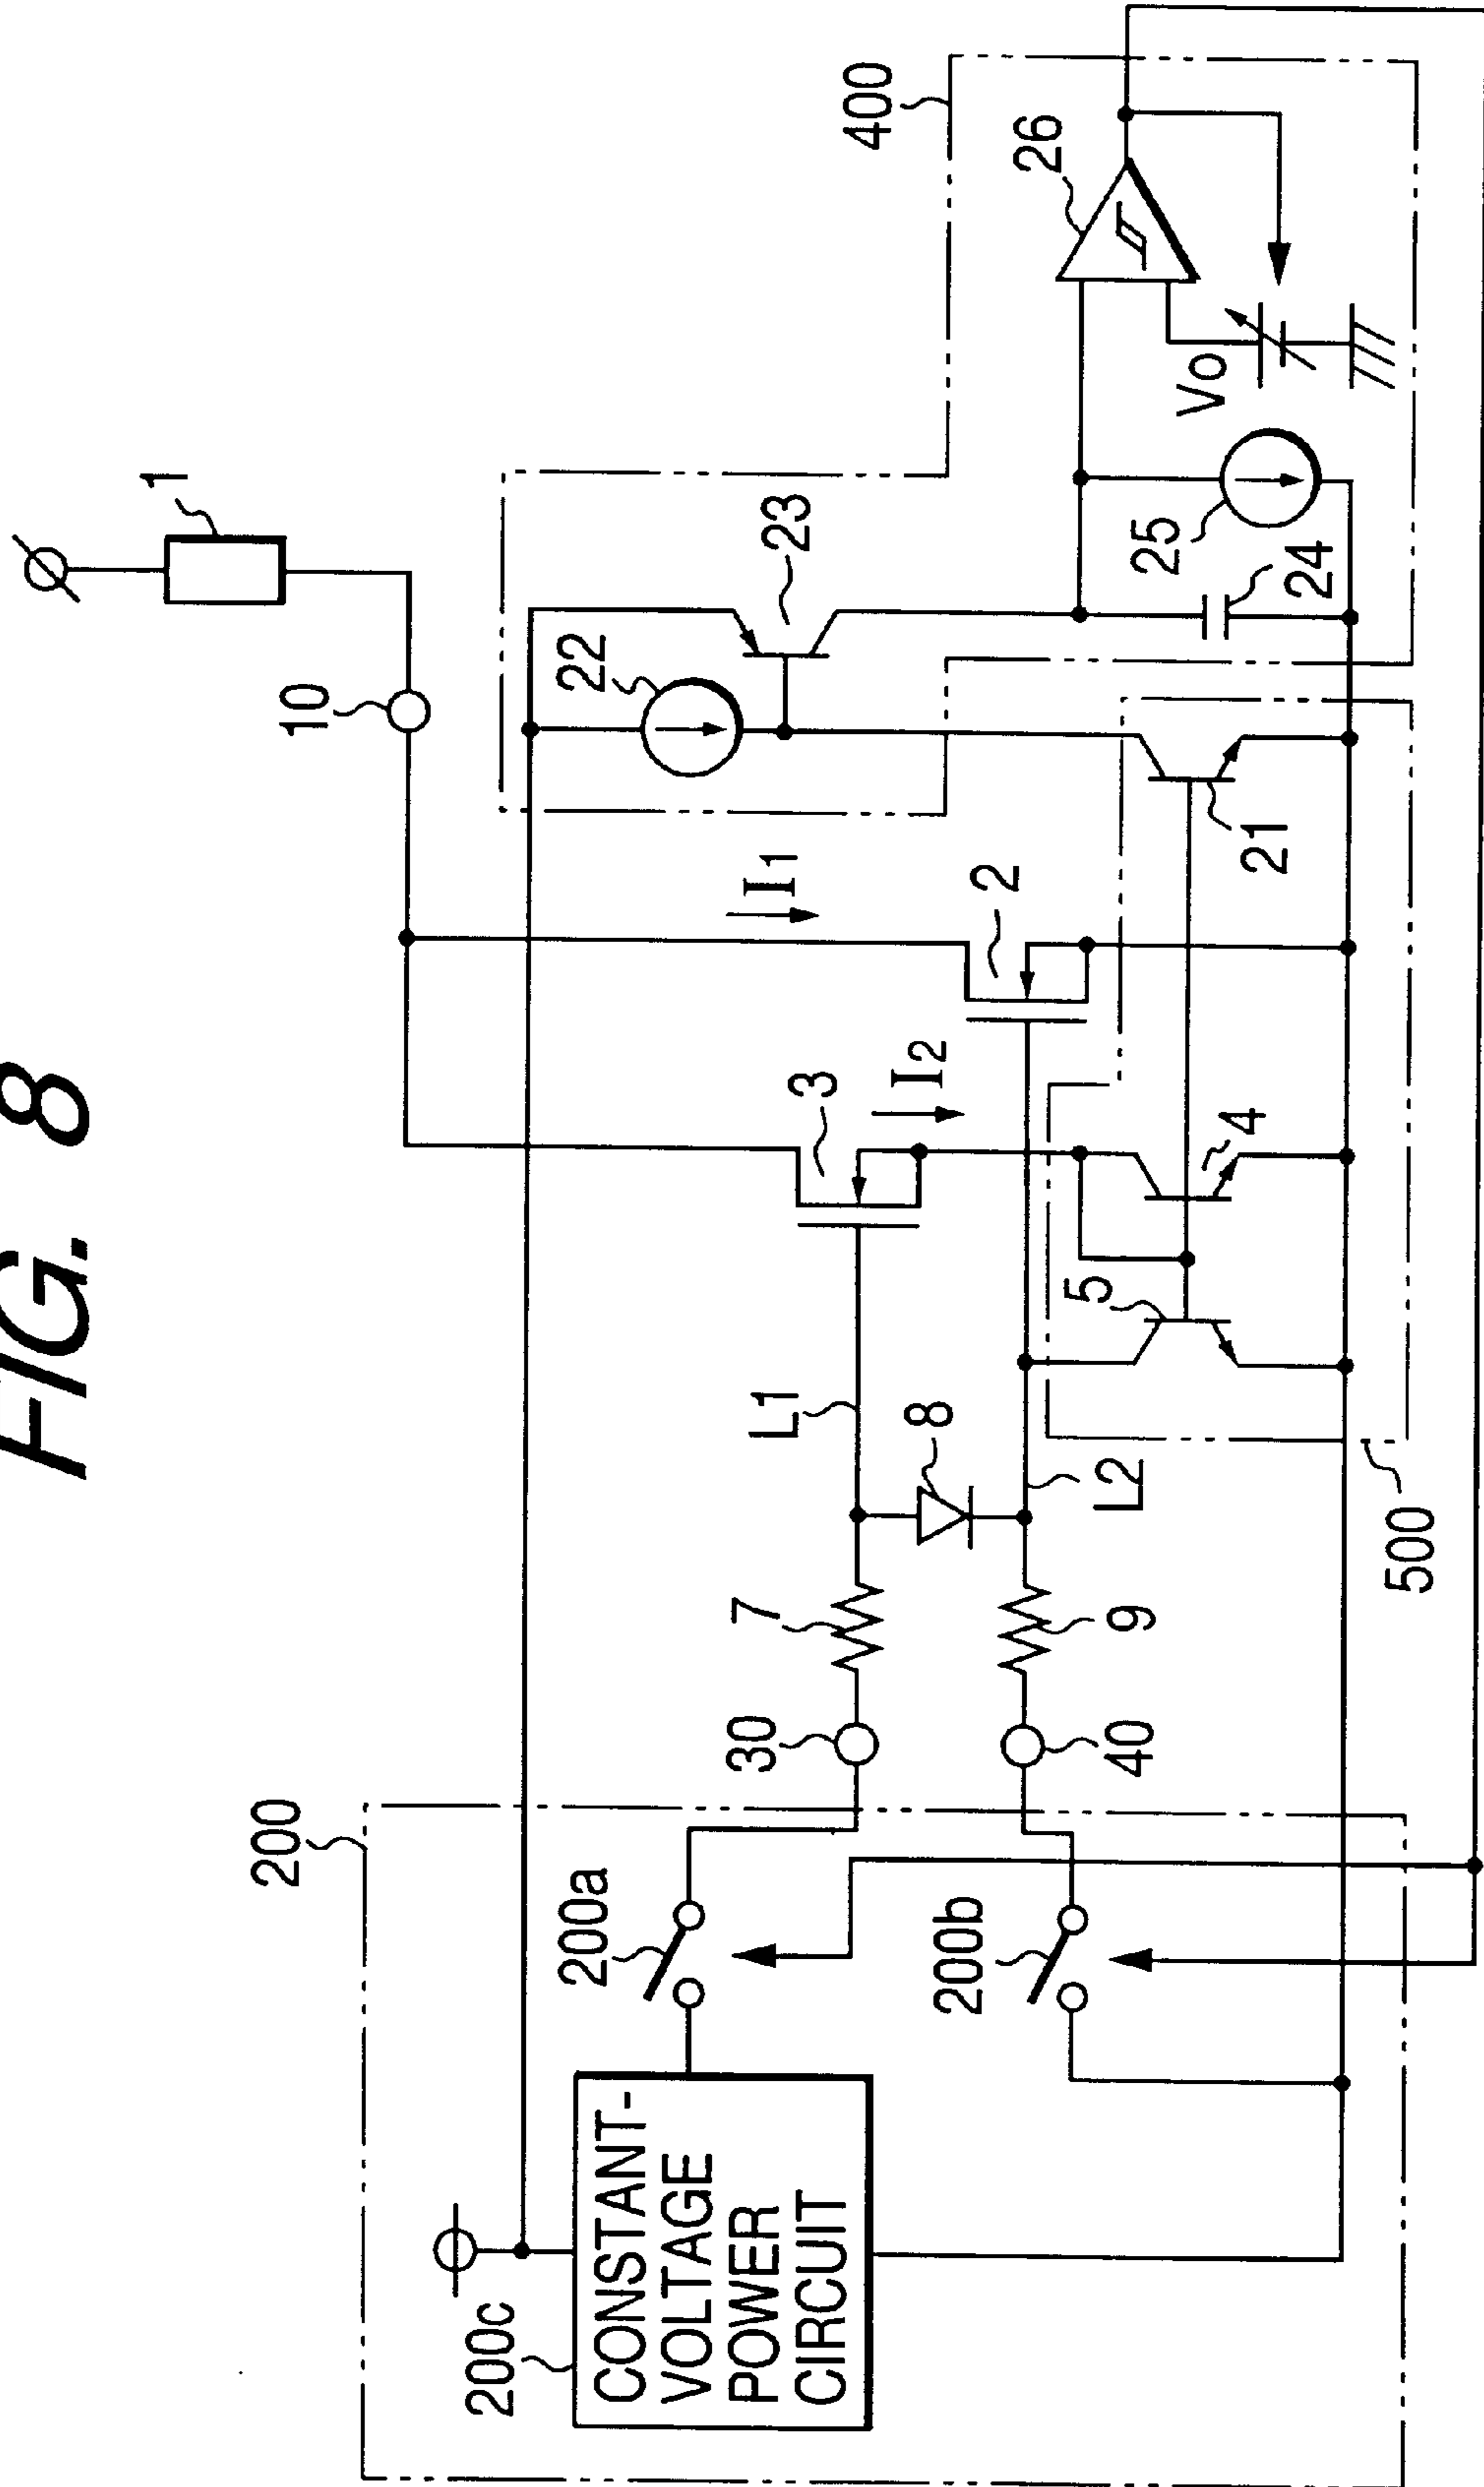 FIG. 8
200
200c
CONSTANT-
VOLTAGE
POWER
CIRCUIT
200a
200b
30
40
7
9
L1
8
L2
5
4
3
I2
2
I1
500
10
1
22
23
21
24
25
400
26
Vo